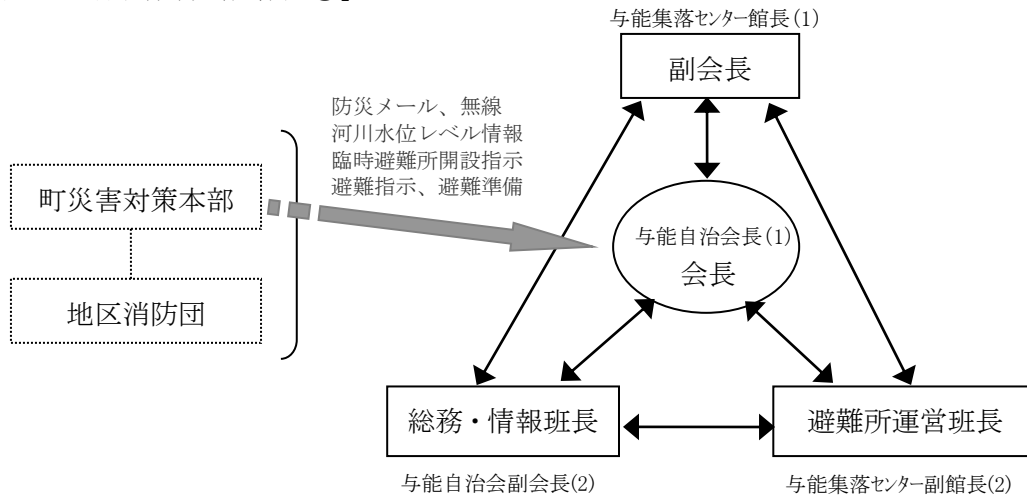 与能集落センター館長(1)
副会長
防災メール、無線
河川水位レベル情報
臨時避難所開設指示
避難指示、避難準備
町災害対策本部
地区消防団
与能自治会長(1)
会長
総務・情報班長
避難所運営班長
与能自治会副会長(2)
与能集落センター副館長(2)